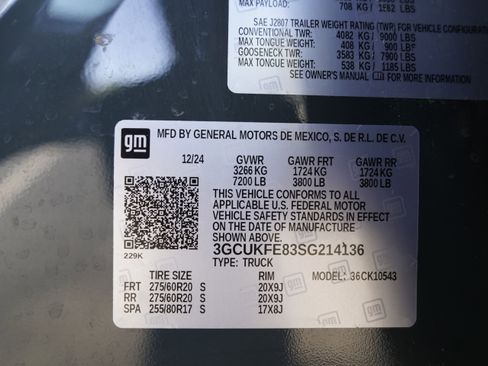 MAX PAYLOAD: 708 KG / 1562 LBS
SAE J2807 TRAILER WEIGHT RATING (TWR) FOR VEHICLE CONFIGURATION
CONVENTIONAL TWR: 4082 KG / 9000 LBS
MAX TONGUE WEIGHT: 408 KG / 900 LBS
GOOSENECK TWR: 3583 KG / 7900 LBS
MAX TONGUE WEIGHT: 538 KG / 1185 LBS
SEE OWNER'S MANUAL FOR MORE INFORMATION
gm MFD BY GENERAL MOTORS DE MEXICO, S. DE R.L. DE C.V.
12/24 GVWR GAWR FRT GAWR RR
3266 KG 1724 KG 1724 KG
7200 LB 3800 LB 3800 LB
THIS VEHICLE CONFORMS TO ALL
APPLICABLE U.S. FEDERAL MOTOR
VEHICLE SAFETY STANDARDS IN EFFECT
ON THE DATE OF MANUFACTURE
SHOWN ABOVE.
3GCUKFE83SG214136
229K TYPE: TRUCK
TIRE SIZE RIM MODEL: CK10543
FRT 275/60R20 S 20X9J
RR 275/60R20 S 20X9J
SPA 255/80R17 S 17X8J